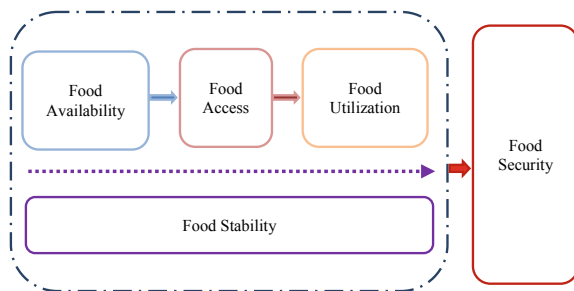 Food
Availability
Food
Access
Food
Utilization
Food Stability
Food
Security